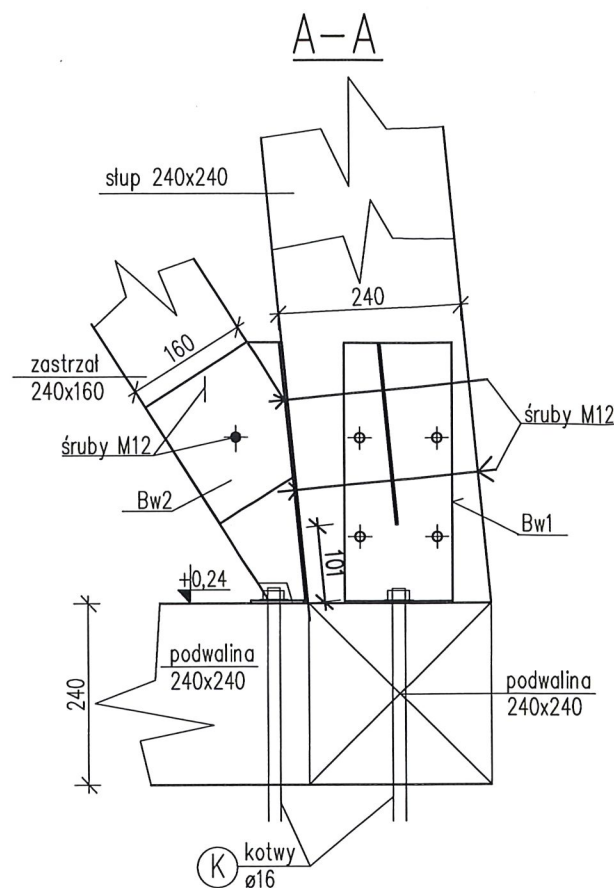 A-A
słup 240x240
240
160
zastrzał
240x160
śruby M12
śruby M12
Bw2
Bw1
101
+0,24
podwalina
240x240
podwalina
240x240
240
K
kotwy
ø16